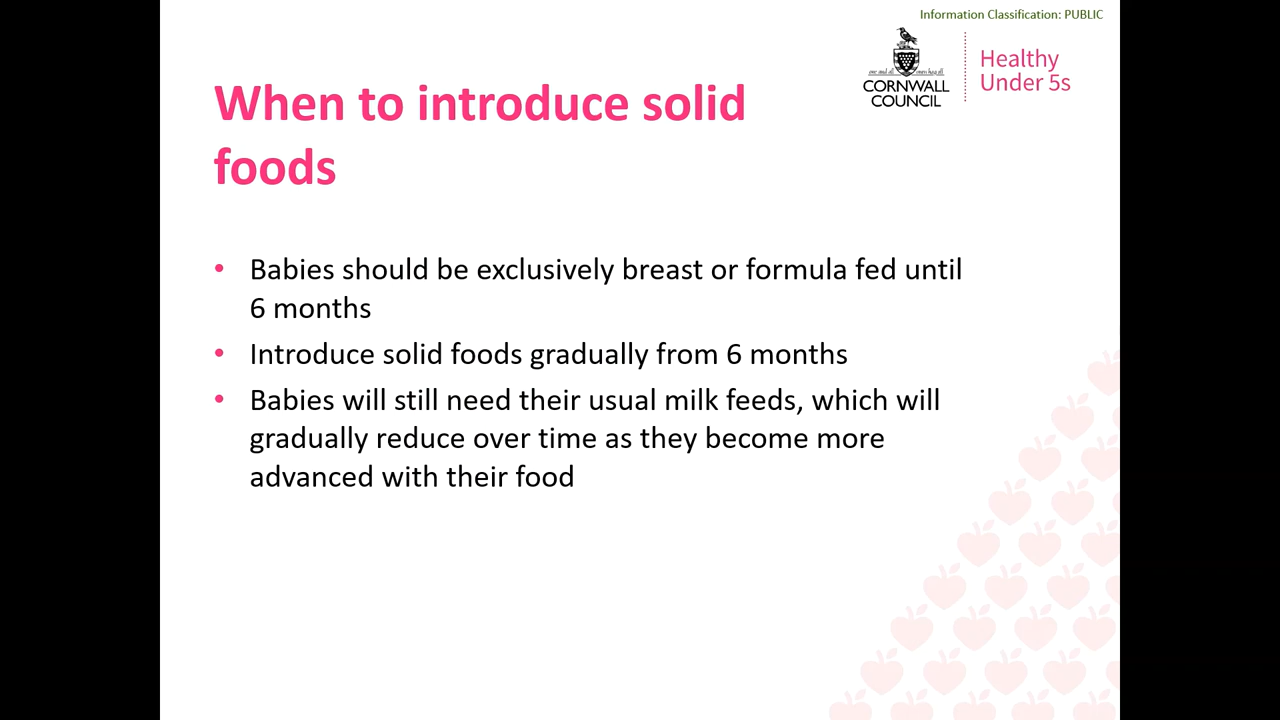 Information Classification: PUBLIC
CORNWALL
COUNCIL
Healthy
Under 5s
When to introduce solid
foods
• Babies should be exclusively breast or formula fed until
6 months
• Introduce solid foods gradually from 6 months
• Babies will still need their usual milk feeds, which will
gradually reduce over time as they become more
advanced with their food